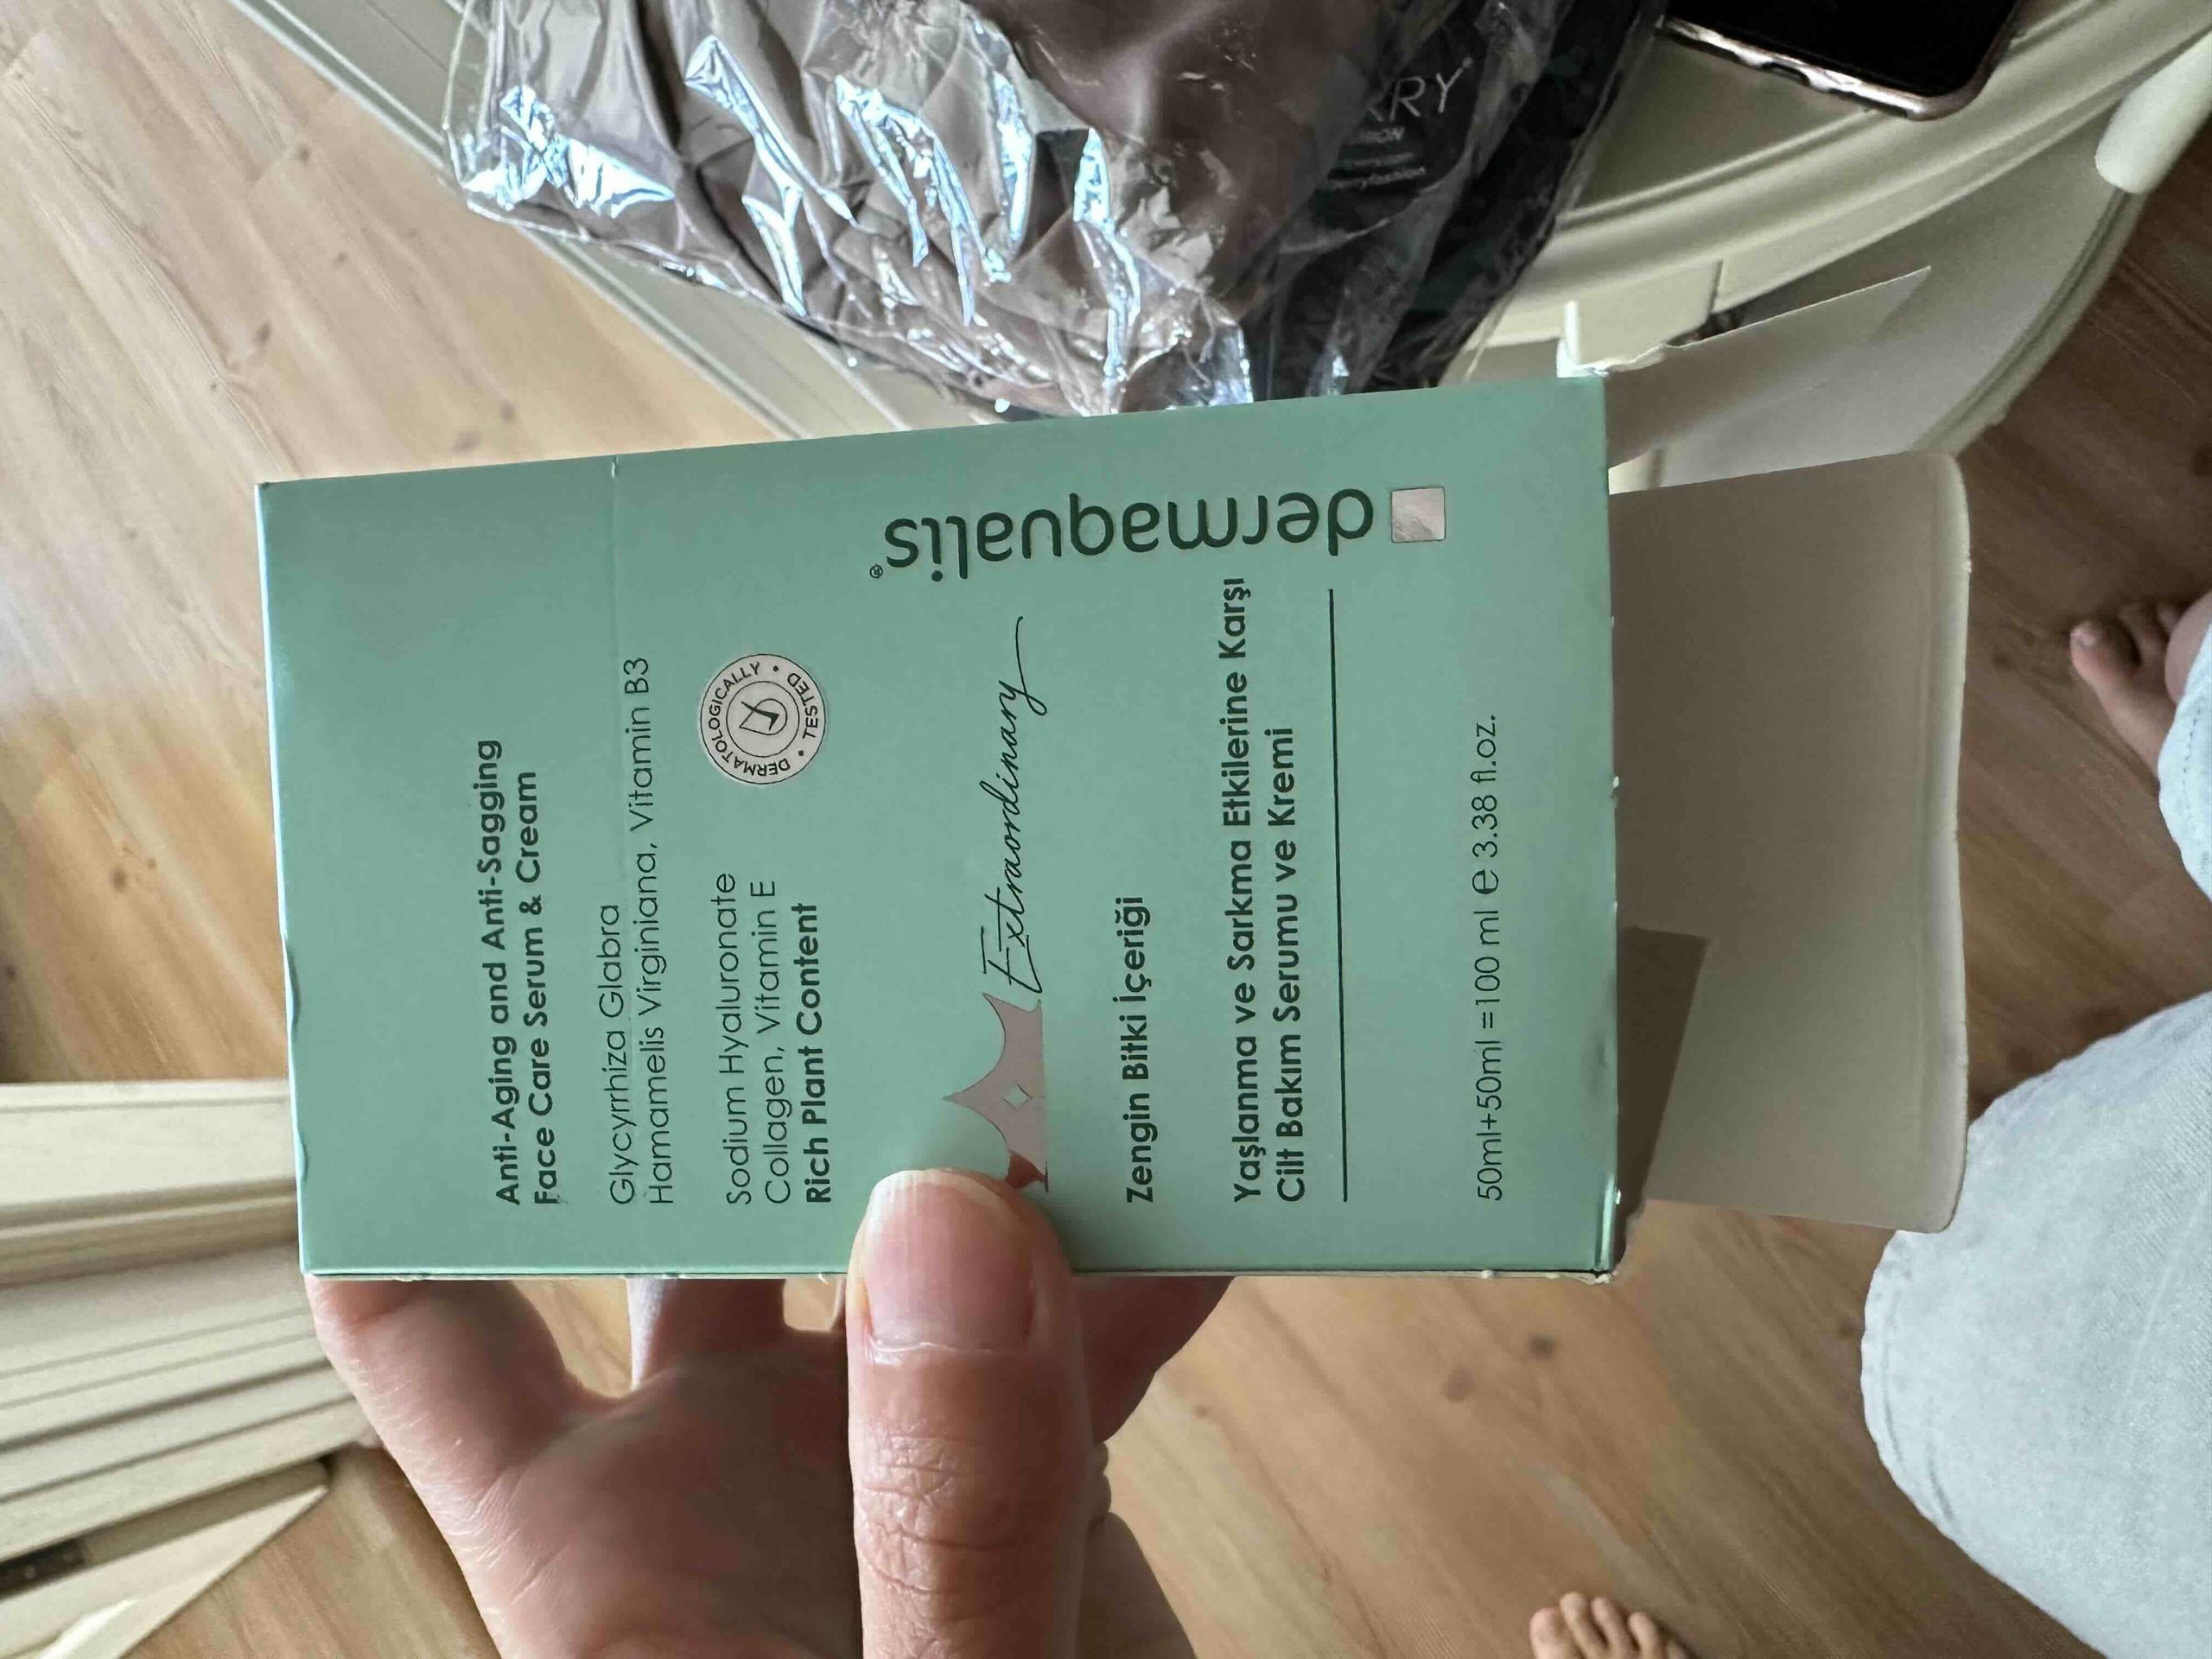 Anti-Aging and Anti-Sagging
Face Care Serum & Cream
Glycyrrhiza Glabra
Hamamelis Virginiana, Vitamin B3
Sodium Hyaluronate
Collagen, Vitamin E
Rich Plant Content
DERMATOLOGICALLY • TESTED •
Extraordinary
Zengin Bitki İçeriği
Yaşlanma ve Sarkma Etkilerine Karşı
Cilt Bakım Serumu ve Kremi
50ml+50ml =100 ml ℮ 3.38 fl.oz.
dermaqualis®